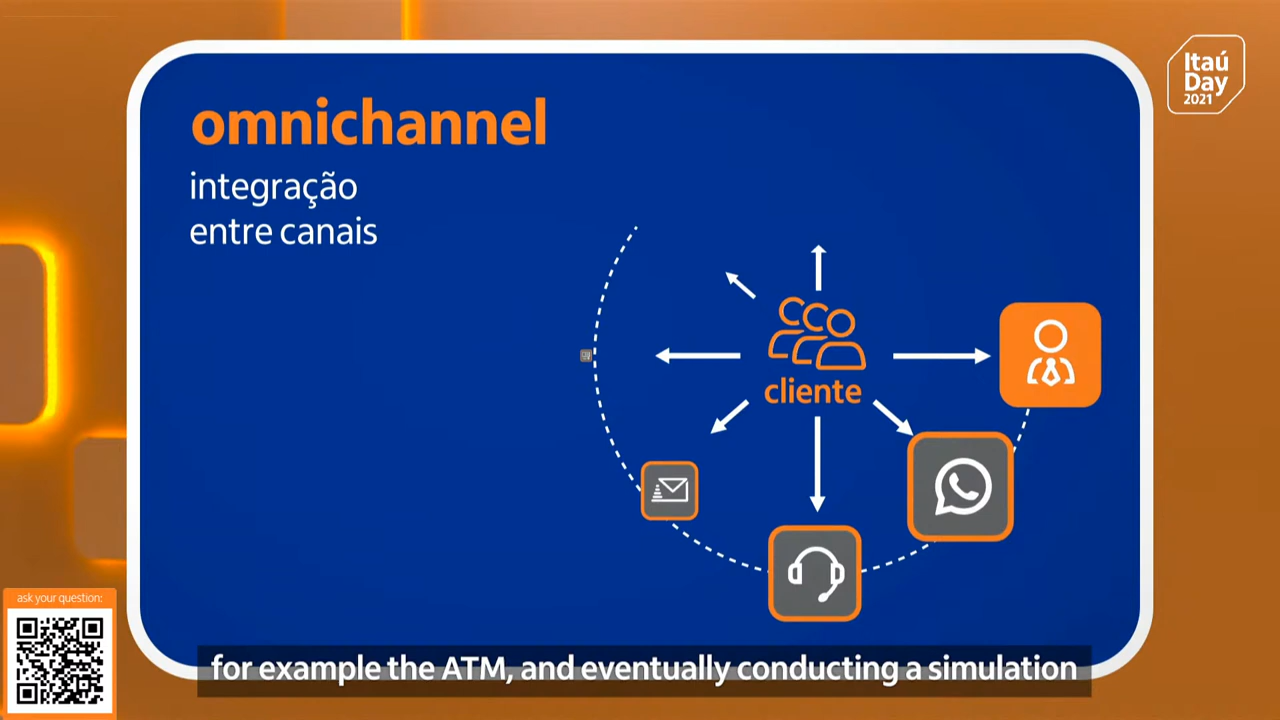 Itaú
Day
2021
omnichannel
integração
entre canais
cliente
ask your question:
for example the ATM, and eventually conducting a simulation